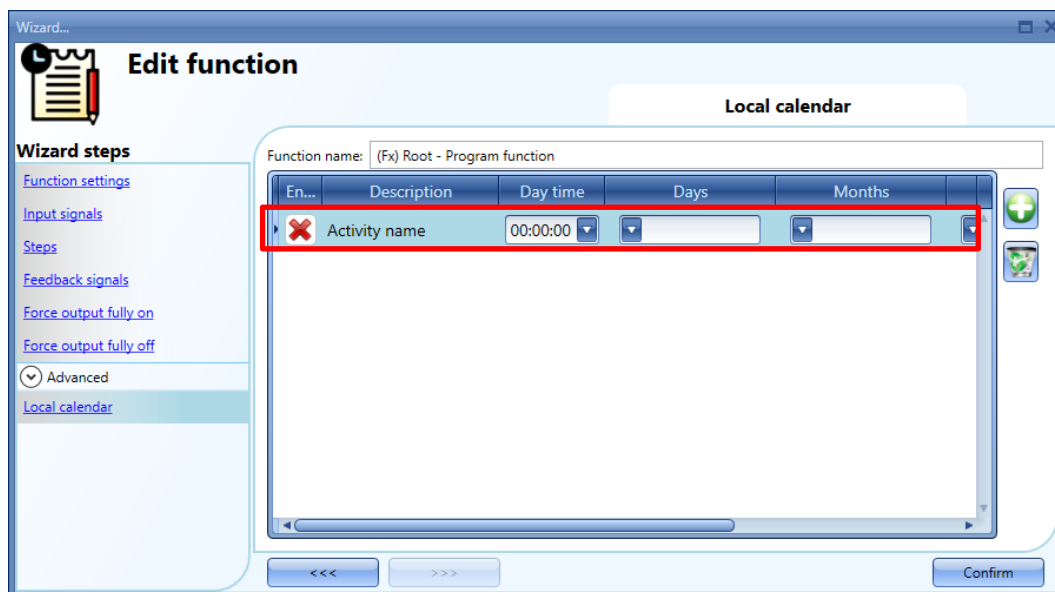 Wizard...
Edit function
Local calendar
Wizard steps
Function settings
Input signals
Steps
Feedback signals
Force output fully on
Force output fully off
Advanced
Local calendar
Function name: (Fx) Root - Program function
En... Description Day time Days Months
Activity name 00:00:00
<<< >>> Confirm